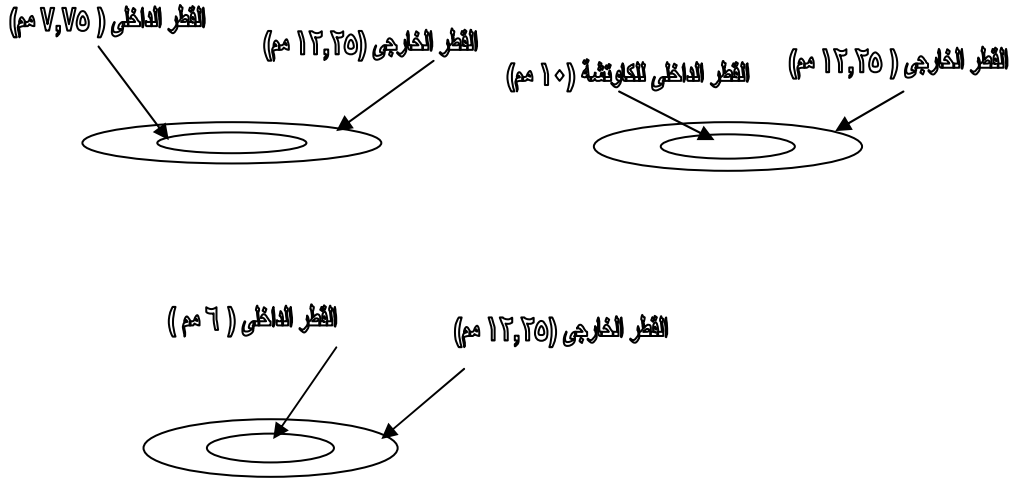 القطر الخارجى ( ١٢,٢٥ مم)
القطر الداخلى للكاوتشة (١٠ مم)
القطر الخارجى (١٢,٢٥ مم)
القطر الداخلى ( ٧,٧٥ مم)
القطر الخارجى (١٢,٢٥ مم)
القطر الداخلى ( ٦ مم )